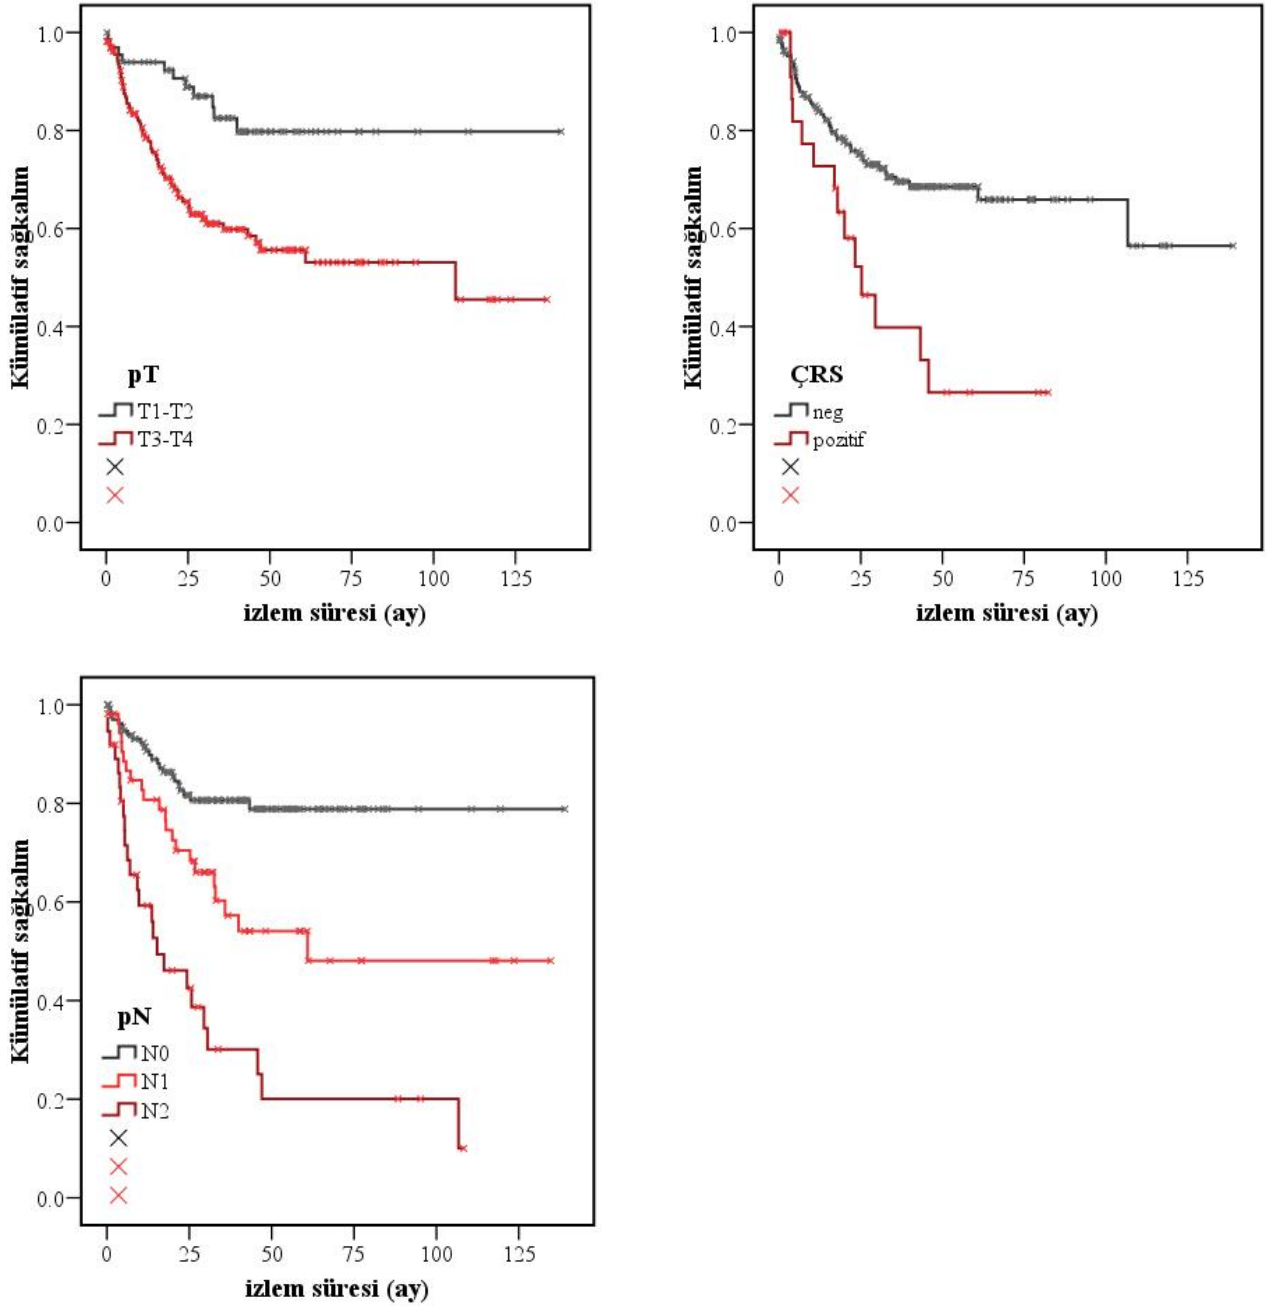 1.0
0.8
0.6
0.4
0.2
0.0
Kümülatif sağkalım
pT
T1-T2
T3-T4
0 25 50 75 100 125
izlem süresi (ay)
1.0
0.8
0.6
0.4
0.2
0.0
Kümülatif sağkalım
ÇRS
neg
pozitif
0 25 50 75 100 125
izlem süresi (ay)
1.0
0.8
0.6
0.4
0.2
0.0
Kümülatif sağkalım
pN
N0
N1
N2
0 25 50 75 100 125
izlem süresi (ay)